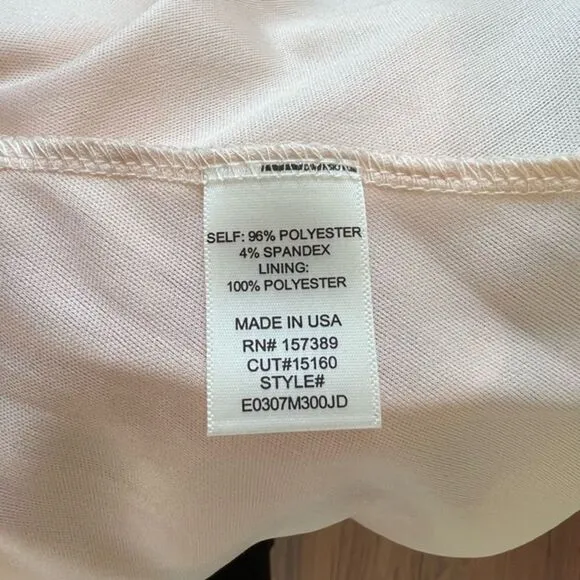 SELF: 96% POLYESTER
4% SPANDEX
LINING:
100% POLYESTER
MADE IN USA
RN# 157389
CUT#15160
STYLE#
E0307M300JD